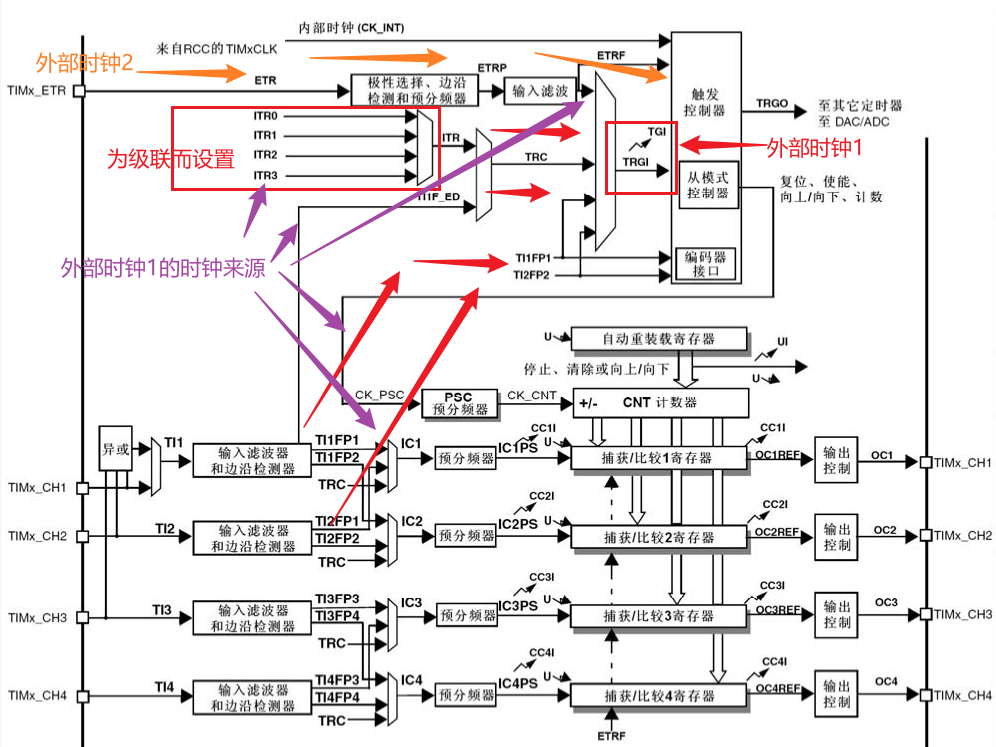 内部时钟 (CK_INT)
来自RCC的TIMxCLK
外部时钟2
ETRF
TIMx_ETR
ETR
极性选择、边沿
检测和预分频器
ETRP
输入滤波
触发
控制器
TRGO
至其它定时器
至 DAC/ADC
ITR0
ITR1
ITR2
ITR3
为级联而设置
ITR
TI1F_ED
TRC
TGI
TRGI
外部时钟1
从模式
控制器
复位、使能、
向上/向下、计数
外部时钟1的时钟来源
TI1FP1
TI2FP2
编码器
接口
U
自动重装载寄存器
UI
U
停止、清除或向上/向下
CK_PSC
PSC
预分频器
CK_CNT
+/-
CNT 计数器
异或
TI1
输入滤波器
和边沿检测器
TI1FP1
TI1FP2
TRC
IC1
预分频器
CC1I
IC1PS
U
捕获/比较1寄存器
CC1I
OC1REF
输出
控制
OC1
TIMx_CH1
TIMx_CH1
TIMx_CH2
TI2
输入滤波器
和边沿检测器
TI2FP1
TI2FP2
TRC
IC2
预分频器
CC2I
IC2PS
U
捕获/比较2寄存器
CC2I
OC2REF
输出
控制
OC2
TIMx_CH2
TIMx_CH3
TI3
输入滤波器
和边沿检测器
TI3FP3
TI3FP4
TRC
IC3
预分频器
CC3I
IC3PS
U
捕获/比较3寄存器
CC3I
OC3REF
输出
控制
OC3
TIMx_CH3
TIMx_CH4
TI4
输入滤波器
和边沿检测器
TI4FP3
TI4FP4
TRC
IC4
预分频器
CC4I
IC4PS
U
捕获/比较4寄存器
CC4I
OC4REF
输出
控制
OC4
TIMx_CH4
ETRF